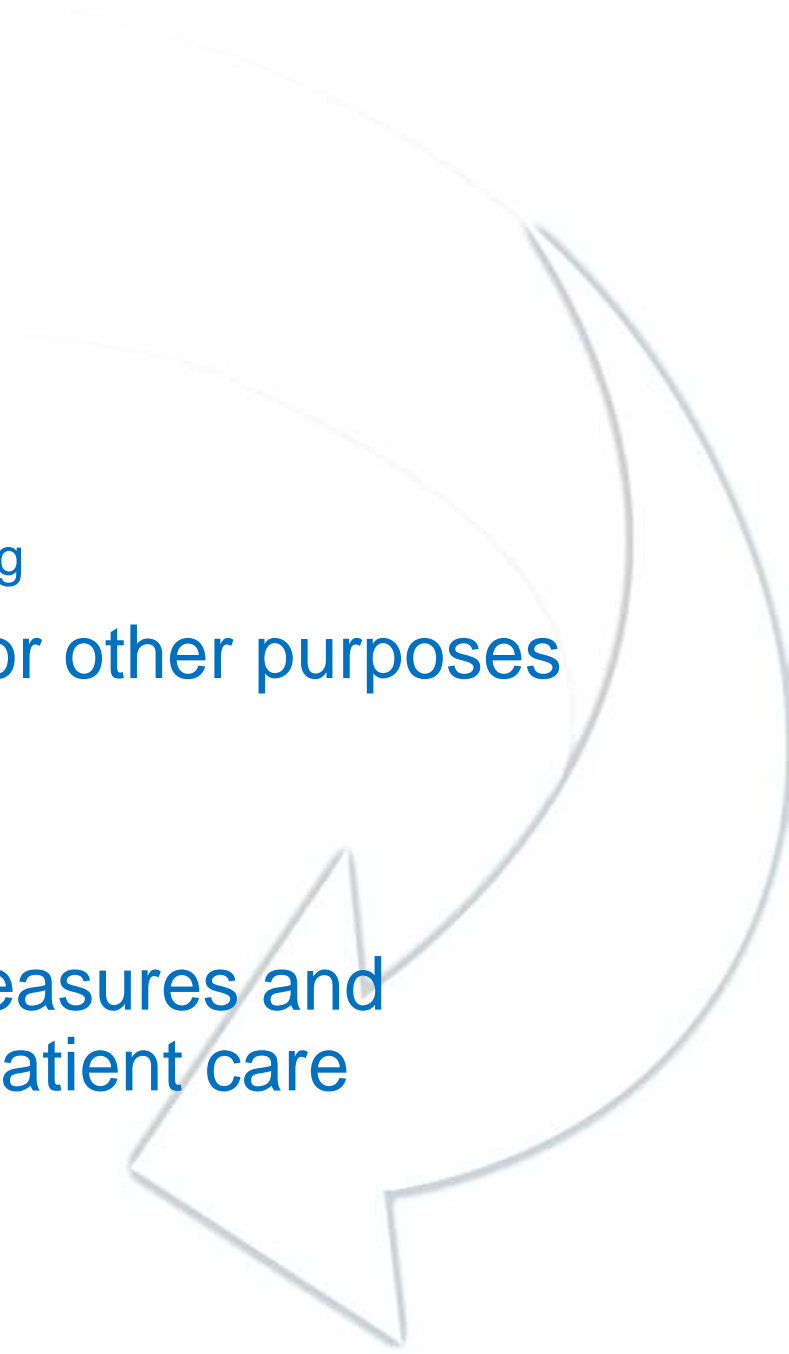 g
or other purposes
easures and
atient care